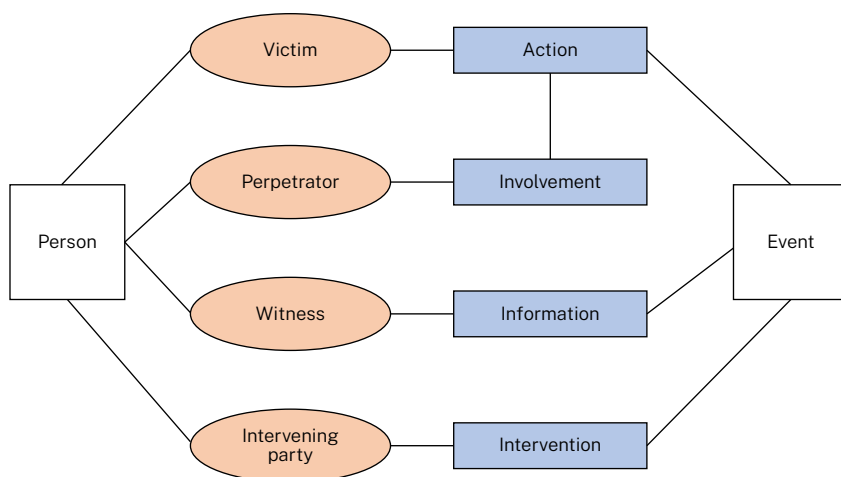 Victim
Action
Perpetrator
Involvement
Person
Event
Witness
Information
Intervening
party
Intervention